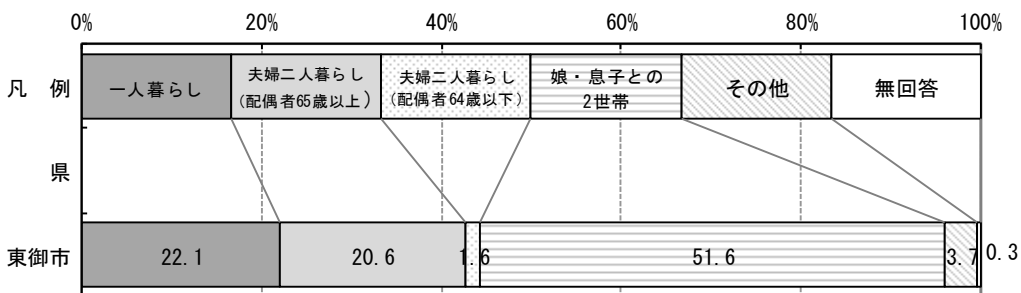 0% 20% 40% 60% 80% 100%
凡 例
一人暮らし
夫婦二人暮らし
(配偶者65歳以上)
夫婦二人暮らし
(配偶者64歳以下)
娘・息子との
2世帯
その他
無回答
県
東御市 22.1 20.6 1.6 51.6 3.7 0.3